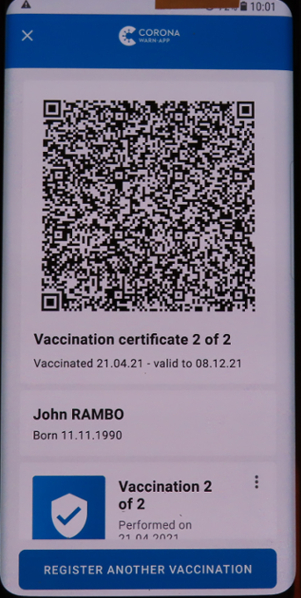 10:01
CORONA
WARN-APP
Vaccination certificate 2 of 2
Vaccinated 21.04.21 - valid to 08.12.21
John RAMBO
Born 11.11.1990
Vaccination 2
of 2
Performed on
21.04.2021
REGISTER ANOTHER VACCINATION